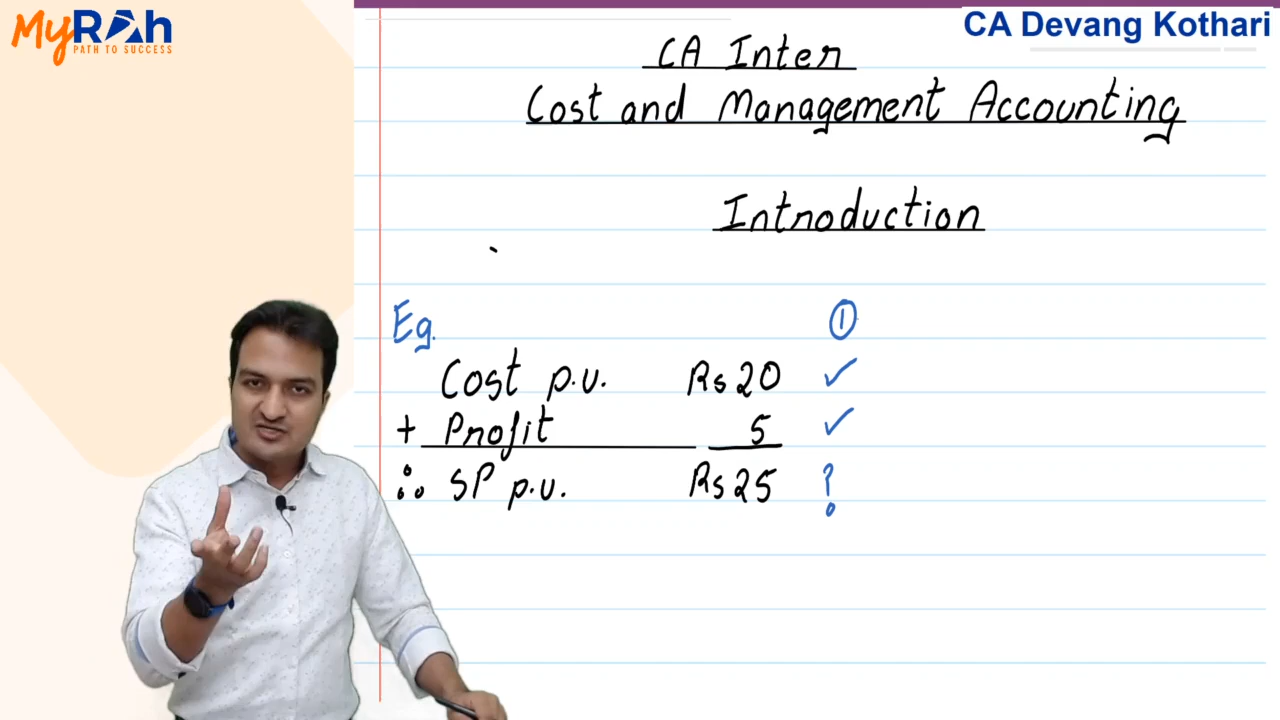 MyRAh
PATH TO SUCCESS
CA Devang Kothari
CA Inter
Cost and Management Accounting
Introduction
Eg. ①
Cost p.u. Rs 20 ✓
+ Profit 5 ✓
∴ SP p.u. Rs 25 ?